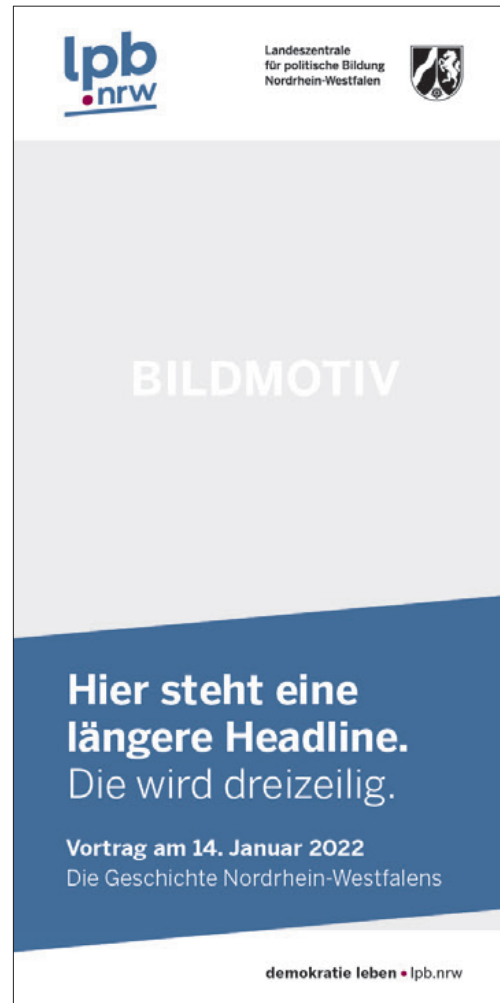 lpb
.nrw
Landeszentrale
für politische Bildung
Nordrhein-Westfalen
BILDMOTIV
Hier steht eine
längere Headline.
Die wird dreizeilig.
Vortrag am 14. Januar 2022
Die Geschichte Nordrhein-Westfalens
demokratie leben • lpb.nrw